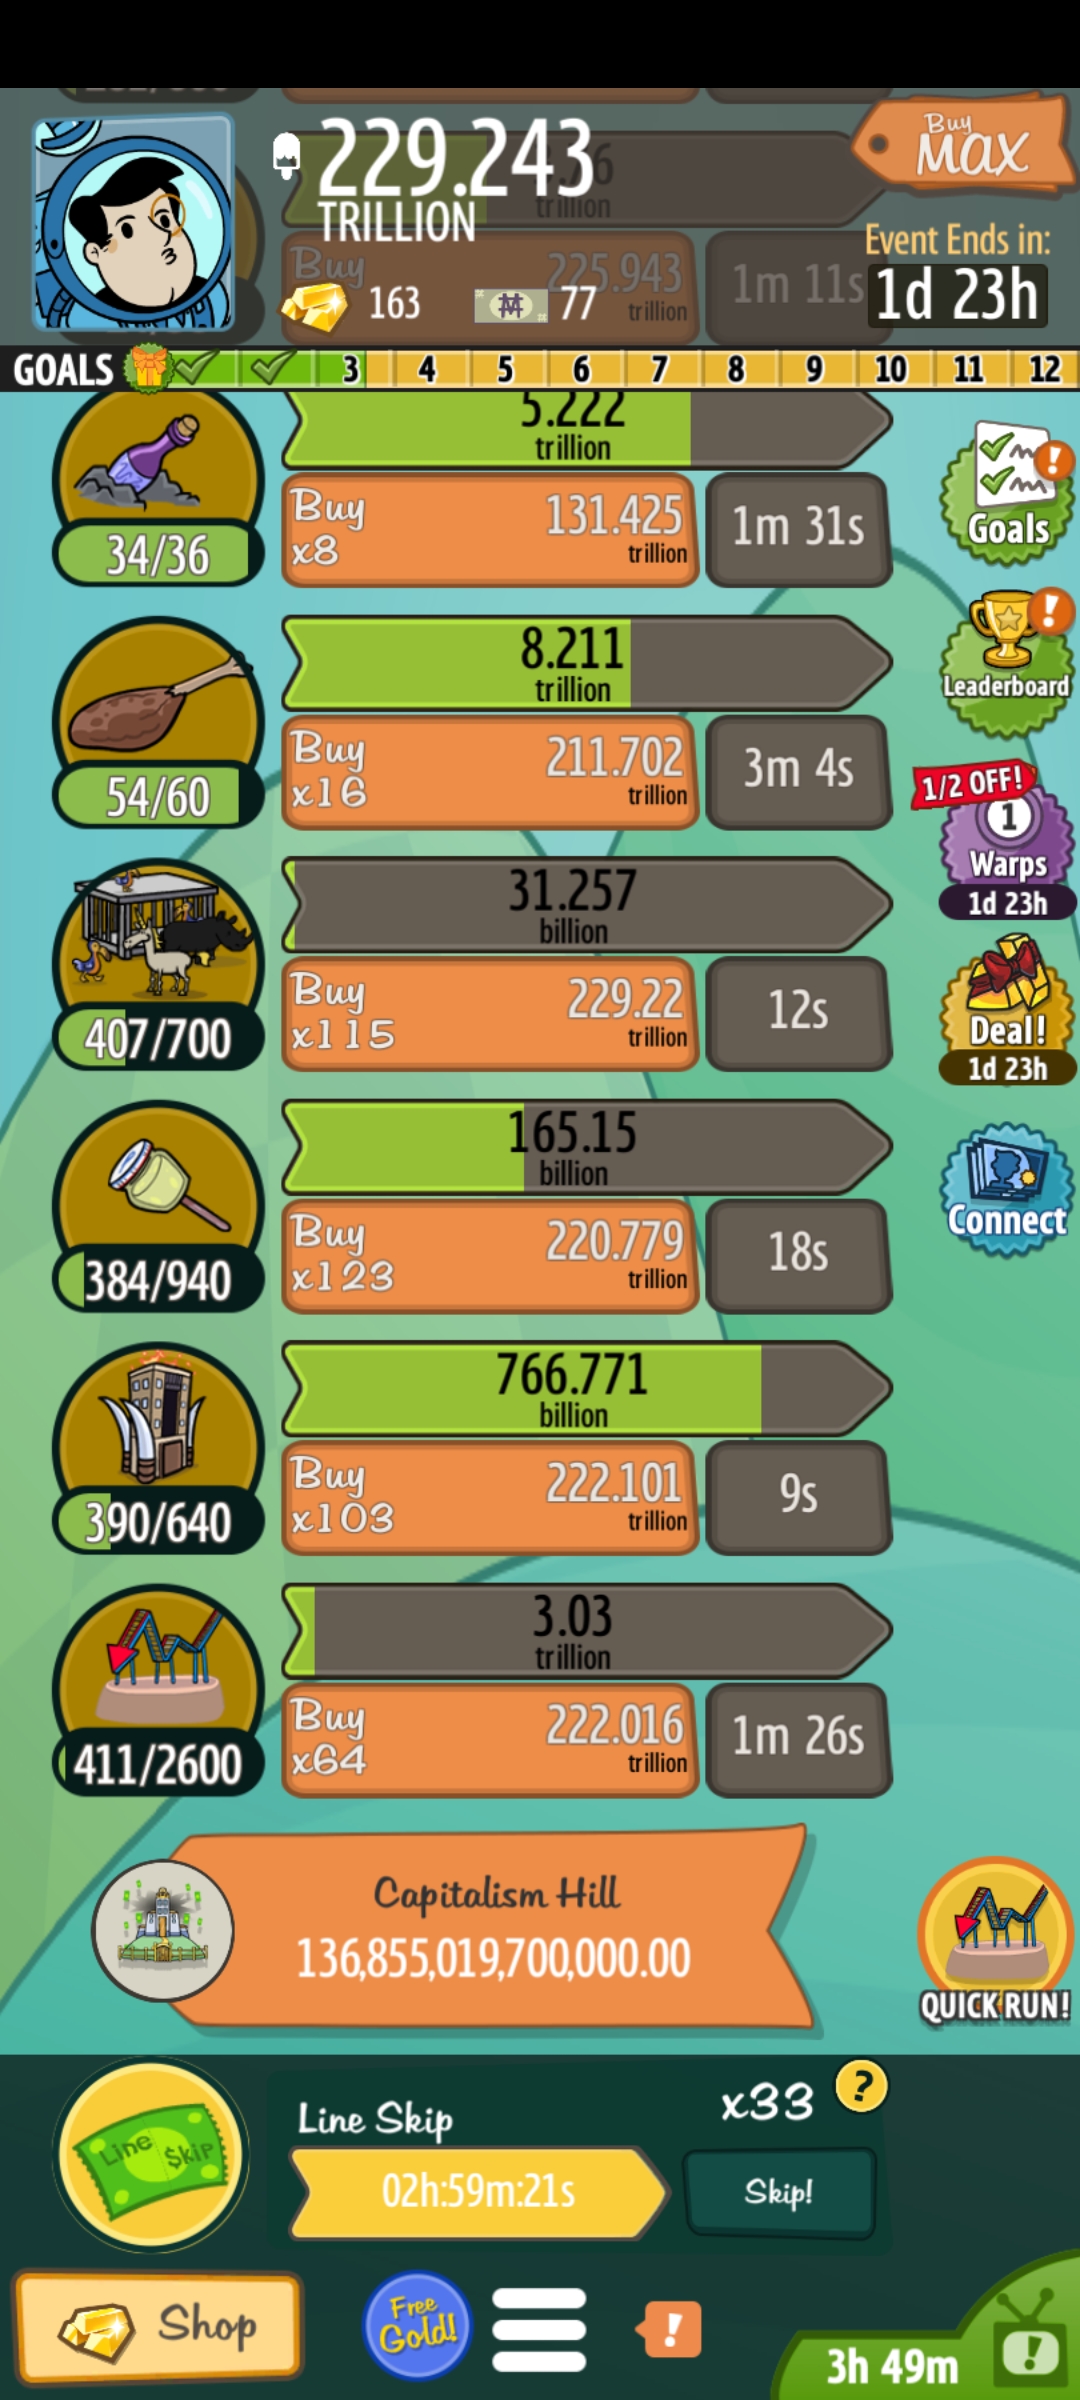 229.243
TRILLION
Buy
MAX
trillion
Buy
225.943
trillion
1m 11s
163
77
Event Ends in:
1d 23h
GOALS
3
4
5
6
7
8
9
10
11
12
5.222
trillion
34/36
Buy
x8
131.425
trillion
1m 31s
Goals
8.211
trillion
54/60
Buy
x16
211.702
trillion
3m 4s
Leaderboard
1/2 OFF!
1
Warps
1d 23h
31.257
billion
407/700
Buy
x115
229.22
trillion
12s
Deal!
1d 23h
165.15
billion
384/940
Buy
x123
220.779
trillion
18s
Connect
766.771
billion
390/640
Buy
x103
222.101
trillion
9s
3.03
trillion
411/2600
Buy
x64
222.016
trillion
1m 26s
Capitalism Hill
136,855,019,700,000.00
QUICK RUN!
Line $kip
Line Skip
x33
?
02h:59m:21s
Skip!
Shop
Free
Gold!
!
3h 49m
!